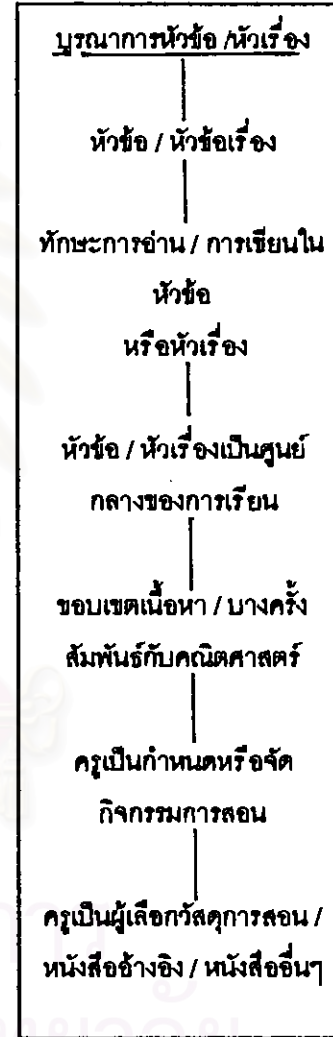 บูรณาการหัวข้อ /หัวเรื่อง
หัวข้อ / หัวข้อเรื่อง
ทักษะการอ่าน / การเขียนใน
หัวข้อ
หรือหัวเรื่อง
หัวข้อ / หัวเรื่องเป็นศูนย์
กลางของการเรียน
ขอบเขตเนื้อหา / บางครั้ง
สัมพันธ์กับคณิตศาสตร์
ครูเป็นกำหนดหรือจัด
กิจกรรมการสอน
ครูเป็นผู้เลือกวัสดุการสอน /
หนังสืออ้างอิง / หนังสืออื่นๆ